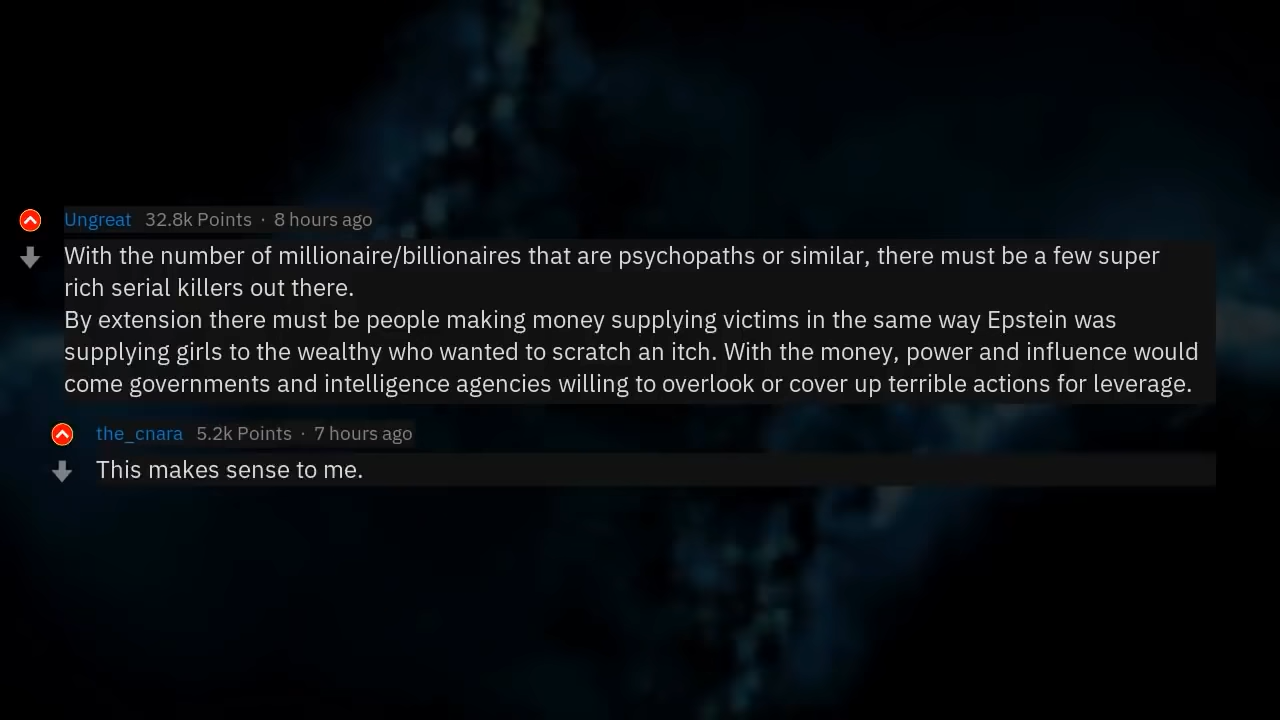 Ungreat 32.8k Points · 8 hours ago
With the number of millionaire/billionaires that are psychopaths or similar, there must be a few super
rich serial killers out there.
By extension there must be people making money supplying victims in the same way Epstein was
supplying girls to the wealthy who wanted to scratch an itch. With the money, power and influence would
come governments and intelligence agencies willing to overlook or cover up terrible actions for leverage.
the_cnara 5.2k Points · 7 hours ago
This makes sense to me.